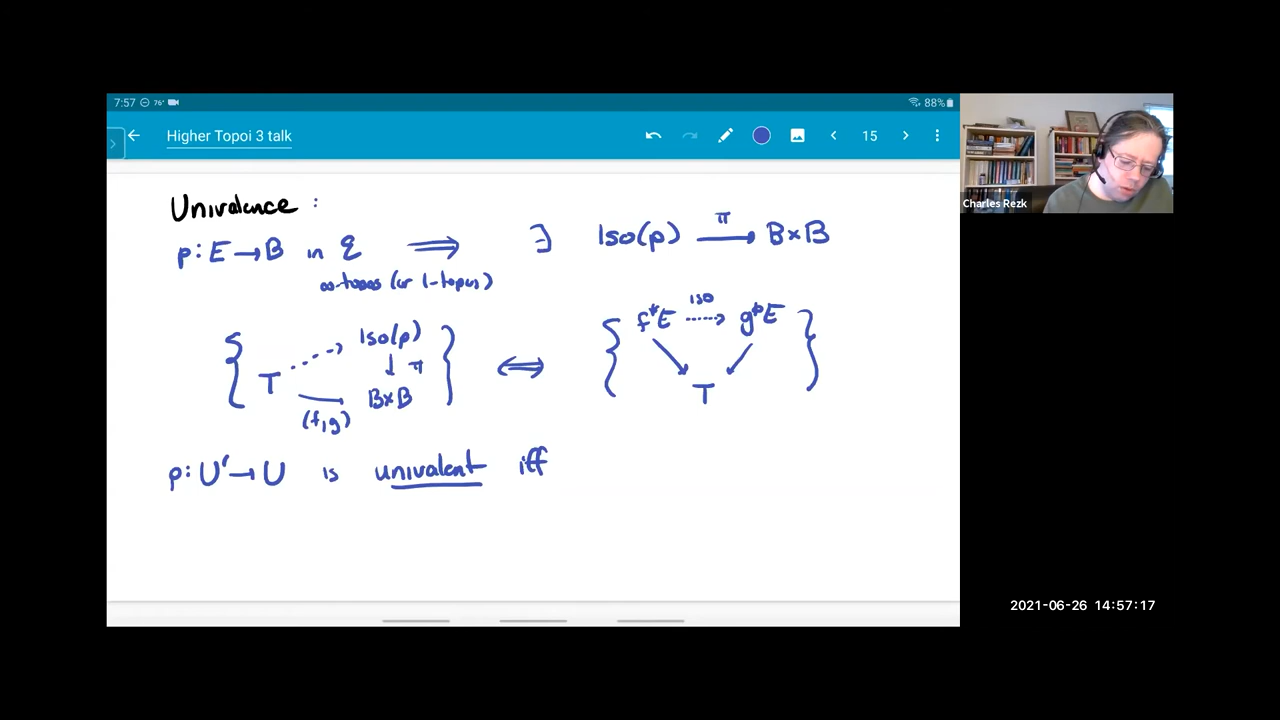 7:57 76° 88%
Higher Topoi 3 talk 15
Charles Rezk
Univalence :
p: E → B in ℰ ⟹ ∃ Iso(p) —π→ B×B
∞-topos (or 1-topos)
{ T ⇢ Iso(p) ↓π B×B (f,g) } ⟺ { f*E ⇢ iso g*E T }
p: U' → U is univalent iff
2021-06-26 14:57:17